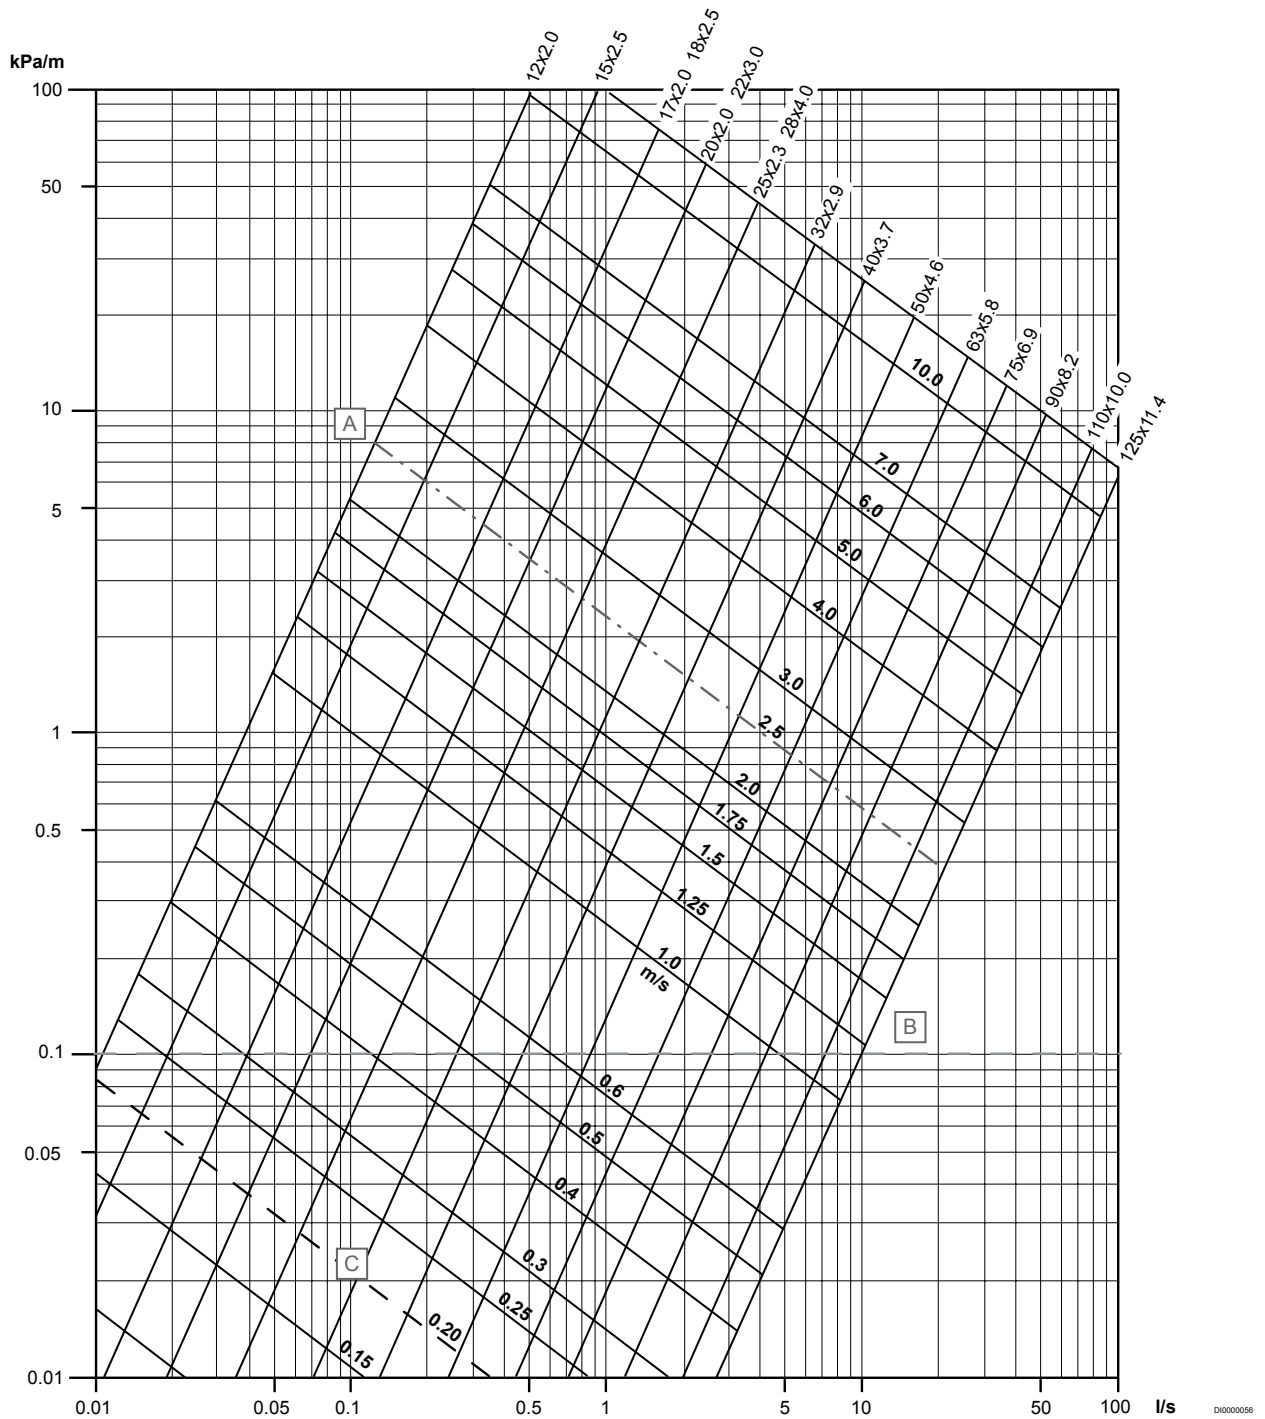 kPa/m
12x2.0
15x2.5
17x2.0 18x2.5
20x2.0 22x3.0
25x2.3 28x4.0
32x2.9
40x3.7
50x4.6
63x5.8
75x6.9
90x8.2
110x10.0
125x11.4
100
50
10
5
1
0.5
0.1
0.05
0.01
A
B
C
10.0
7.0
6.0
5.0
4.0
3.0
2.5
2.0
1.75
1.5
1.25
1.0
m/s
0.6
0.5
0.4
0.3
0.25
0.20
0.15
0.01 0.05 0.1 0.5 1 5 10 50 100 l/s
DI0000056